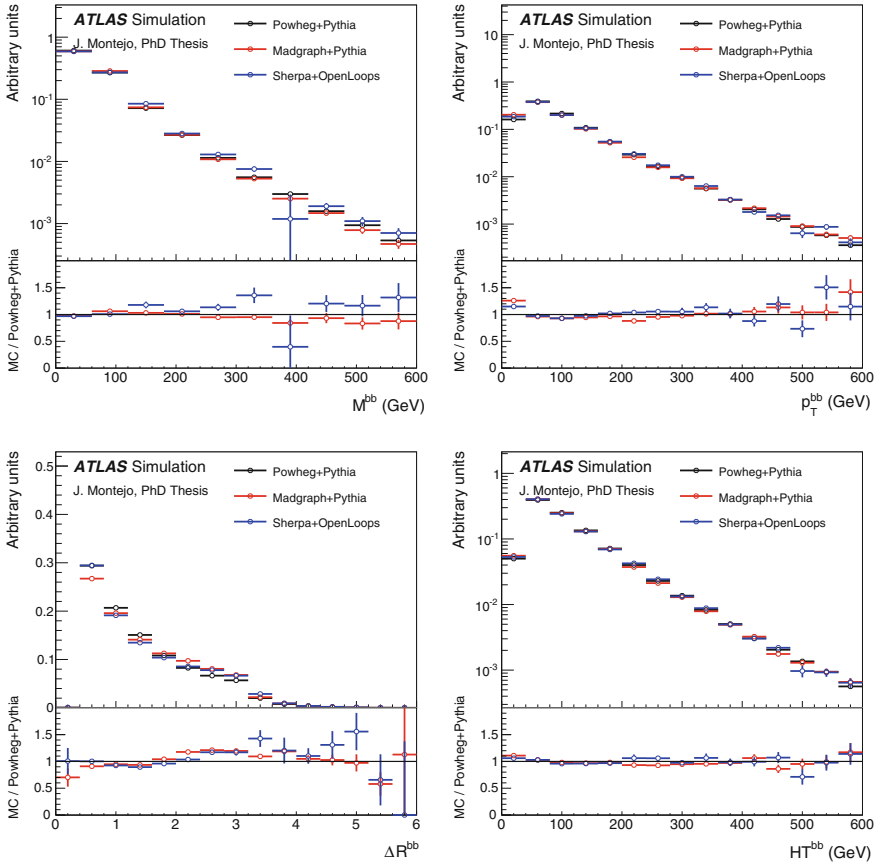 ATLAS Simulation
J. Montejo, PhD Thesis
Powheg+Pythia
Madgraph+Pythia
Sherpa+OpenLoops
Arbitrary units
1
10^-1
10^-2
10^-3
MC / Powheg+Pythia
1.5
1
0.5
0
0 100 200 300 400 500 600
M^bb (GeV)
ATLAS Simulation
J. Montejo, PhD Thesis
Powheg+Pythia
Madgraph+Pythia
Sherpa+OpenLoops
Arbitrary units
1
10^-1
10^-2
10^-3
MC / Powheg+Pythia
1.5
1
0.5
0
0 100 200 300 400 500 600
p_T^bb (GeV)
ATLAS Simulation
J. Montejo, PhD Thesis
Powheg+Pythia
Madgraph+Pythia
Sherpa+OpenLoops
Arbitrary units
0.5
0.4
0.3
0.2
0.1
0
MC / Powheg+Pythia
1.5
1
0.5
0
0 1 2 3 4 5 6
ΔR^bb
ATLAS Simulation
J. Montejo, PhD Thesis
Powheg+Pythia
Madgraph+Pythia
Sherpa+OpenLoops
Arbitrary units
1
10^-1
10^-2
10^-3
MC / Powheg+Pythia
1.5
1
0.5
0
0 100 200 300 400 500 600
HT^bb (GeV)